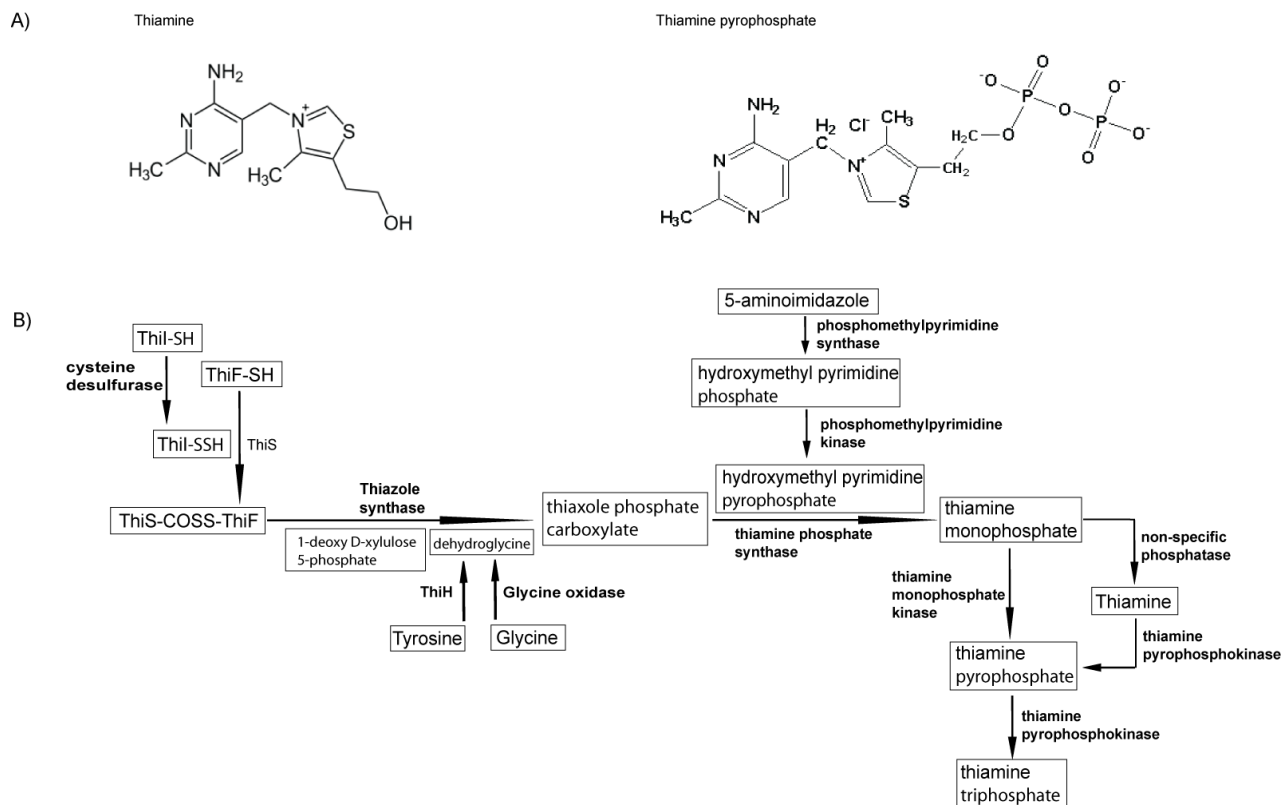 A)
Thiamine
Thiamine pyrophosphate
NH₂
N
N
H₃C
N⁺
S
H₃C
OH
NH₂
N
N
H₃C
H₂
C
Cl⁻
N⁺
CH₃
S
CH₂
H₂C
O
⁻O
O
P
O
P
O⁻
O⁻
O
B)
5-aminoimidazole
phosphomethylpyrimidine
synthase
hydroxymethyl pyrimidine
phosphate
phosphomethylpyrimidine
kinase
hydroxymethyl pyrimidine
pyrophosphate
ThiI-SH
cysteine
desulfurase
ThiF-SH
ThiI-SSH
ThiS
ThiS-COSS-ThiF
Thiazole
synthase
1-deoxy D-xylulose
5-phosphate
dehydroglycine
ThiH
Glycine oxidase
Tyrosine
Glycine
thiaxole phosphate
carboxylate
thiamine phosphate
synthase
thiamine
monophosphate
non-specific
phosphatase
thiamine
monophosphate
kinase
Thiamine
thiamine
pyrophosphokinase
thiamine
pyrophosphate
thiamine
pyrophosphokinase
thiamine
triphosphate